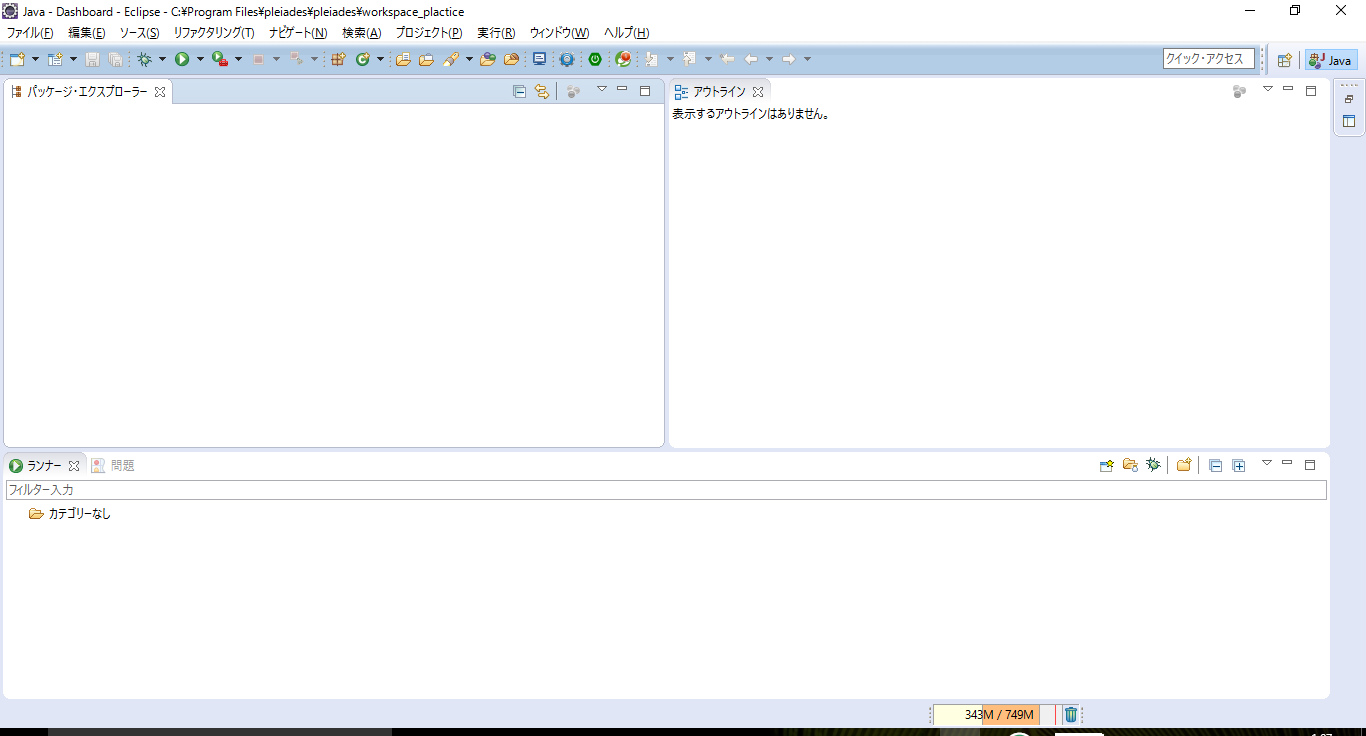 Java - Dashboard - Eclipse - C:¥Program Files¥pleiades¥pleiades¥workspace_plactice
ファイル(F) 編集(E) ソース(S) リファクタリング(T) ナビゲート(N) 検索(A) プロジェクト(P) 実行(R) ウィンドウ(W) ヘルプ(H)
クイック・アクセス Java
パッケージ・エクスプローラー アウトライン
表示するアウトラインはありません。
ランナー 問題
フィルター入力
カテゴリーなし
343M / 749M